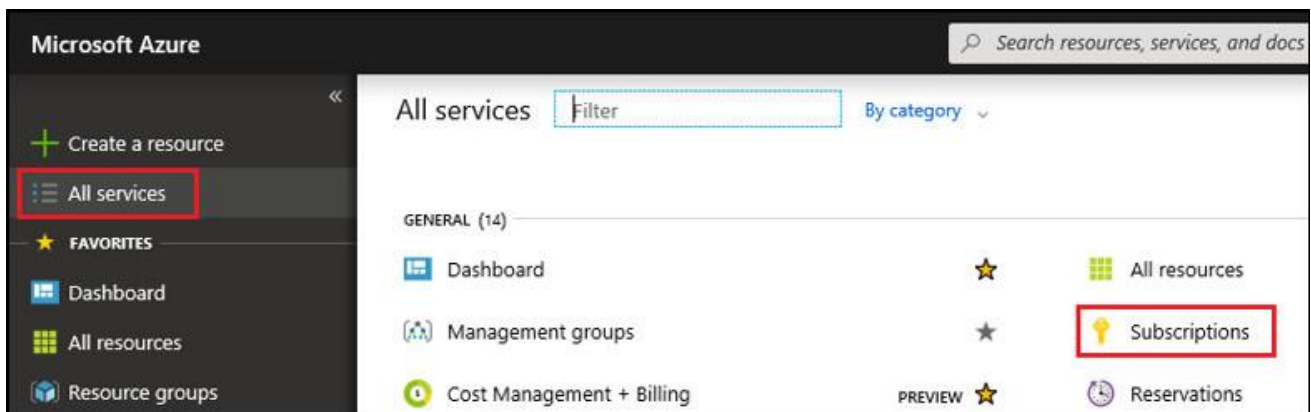 Microsoft Azure
Search resources, services, and docs
«
Create a resource
All services
FAVORITES
Dashboard
All resources
Resource groups
All services
Filter
By category
GENERAL (14)
Dashboard
All resources
Management groups
Subscriptions
Cost Management + Billing
PREVIEW
Reservations